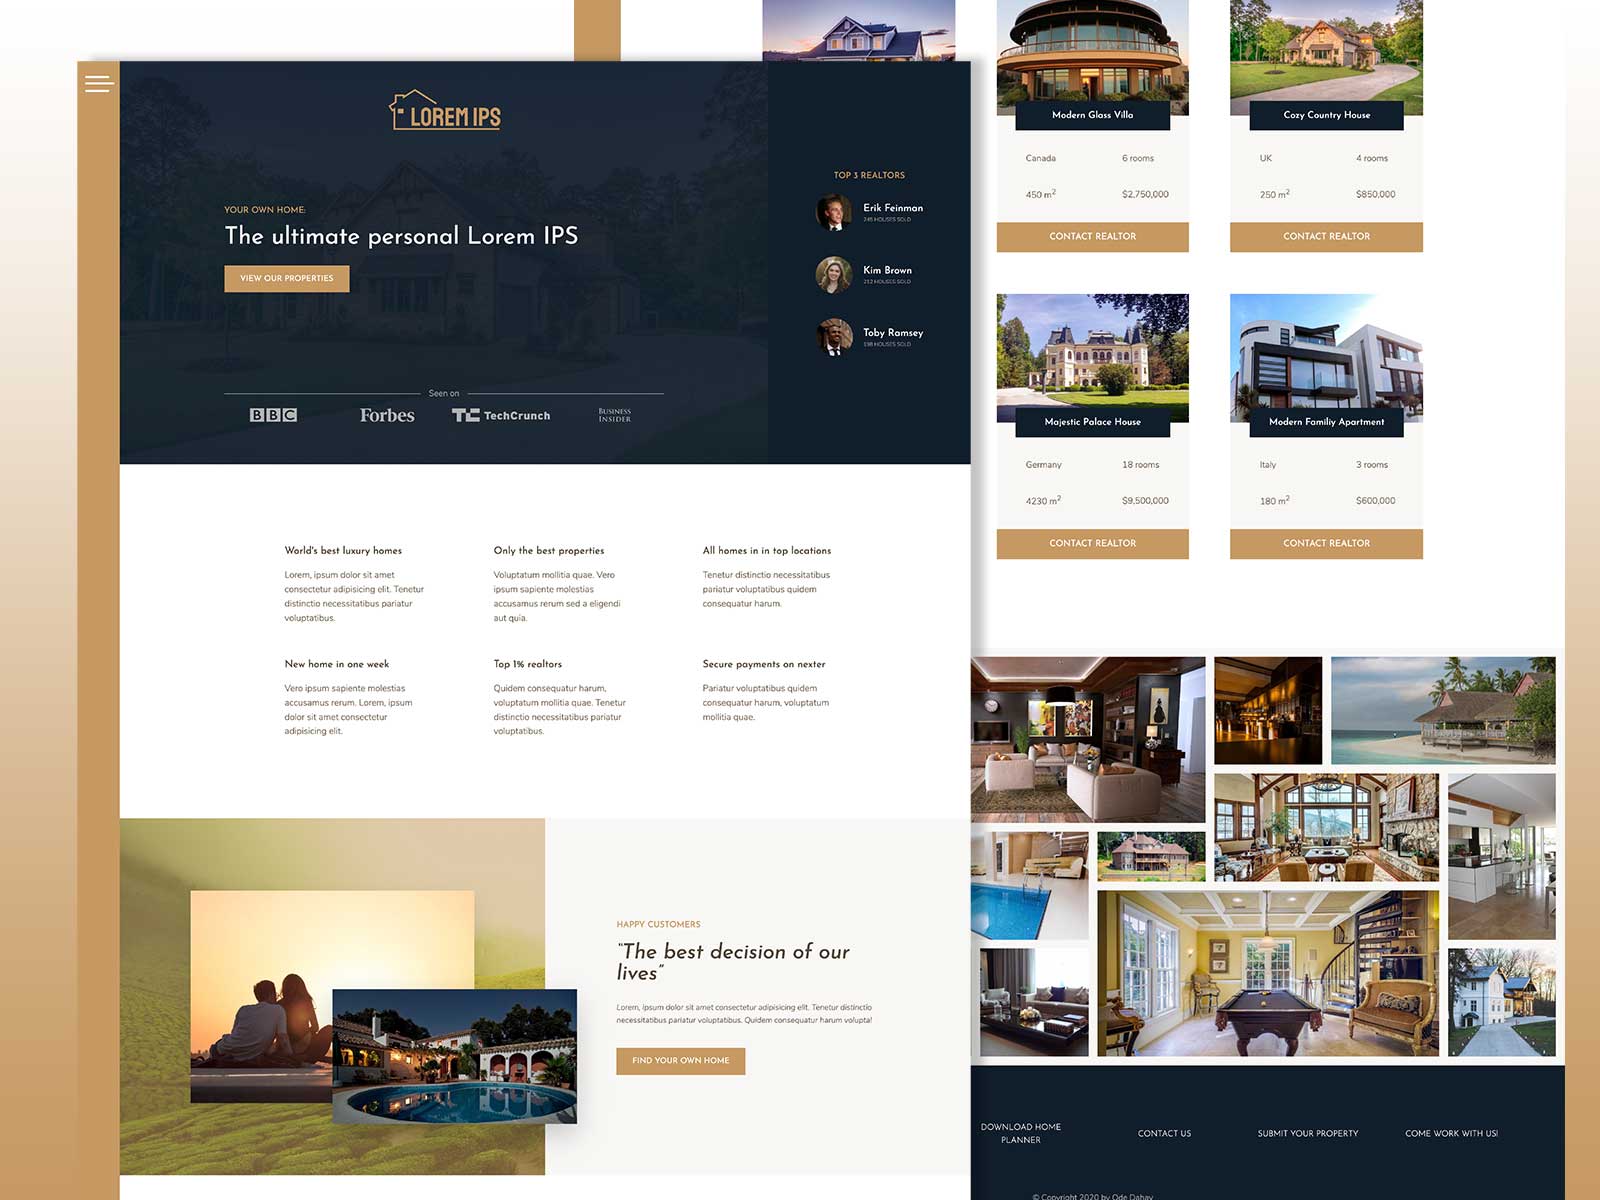 LOREM IPS
YOUR OWN HOME:
The ultimate personal Lorem IPS
VIEW OUR PROPERTIES
Seen on
BBC
Forbes
TC TechCrunch
BUSINESS
INSIDER
TOP 3 REALTORS
Erik Feinman
245 HOUSES SOLD
Kim Brown
212 HOUSES SOLD
Toby Ramsey
198 HOUSES SOLD
World's best luxury homes
Lorem, ipsum dolor sit amet
consectetur adipisicing elit. Tenetur
distinctio necessitatibus pariatur
voluptatibus.
Only the best properties
Voluptatum mollitia quae. Vero
ipsum sapiente molestias
accusamus rerum sed a eligendi
aut quia.
All homes in in top locations
Tenetur distinctio necessitatibus
pariatur voluptatibus quidem
consequatur harum.
New home in one week
Vero ipsum sapiente molestias
accusamus rerum. Lorem, ipsum
dolor sit amet consectetur
adipisicing elit.
Top 1% realtors
Quidem consequatur harum,
voluptatum mollitia quae. Tenetur
distinctio necessitatibus pariatur
voluptatibus.
Secure payments on nexter
Pariatur voluptatibus quidem
consequatur harum, voluptatum
mollitia quae.
HAPPY CUSTOMERS
“The best decision of our
lives”
Lorem, ipsum dolor sit amet consectetur adipisicing elit. Tenetur distinctio
necessitatibus pariatur voluptatibus. Quidem consequatur harum volupta!
FIND YOUR OWN HOME
Modern Glass Villa
Canada
6 rooms
450 m²
$2,750,000
CONTACT REALTOR
Cozy Country House
UK
4 rooms
250 m²
$850,000
CONTACT REALTOR
Majestic Palace House
Germany
18 rooms
4230 m²
$9,500,000
CONTACT REALTOR
Modern Familiy Apartment
Italy
3 rooms
180 m²
$600,000
CONTACT REALTOR
DOWNLOAD HOME
PLANNER
CONTACT US
SUBMIT YOUR PROPERTY
COME WORK WITH US!
© Copyright 2020 by Ode Dahay